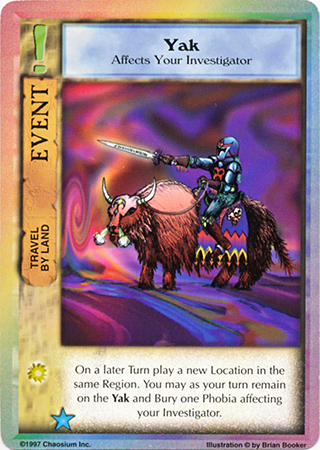 Yak
Affects Your Investigator
EVENT!
TRAVEL
BY LAND
On a later Turn play a new Location in the
same Region. You may as your turn remain
on the Yak and Bury one Phobia affecting
your Investigator.
©1997 Chaosium Inc.
Illustration © by Brian Booker